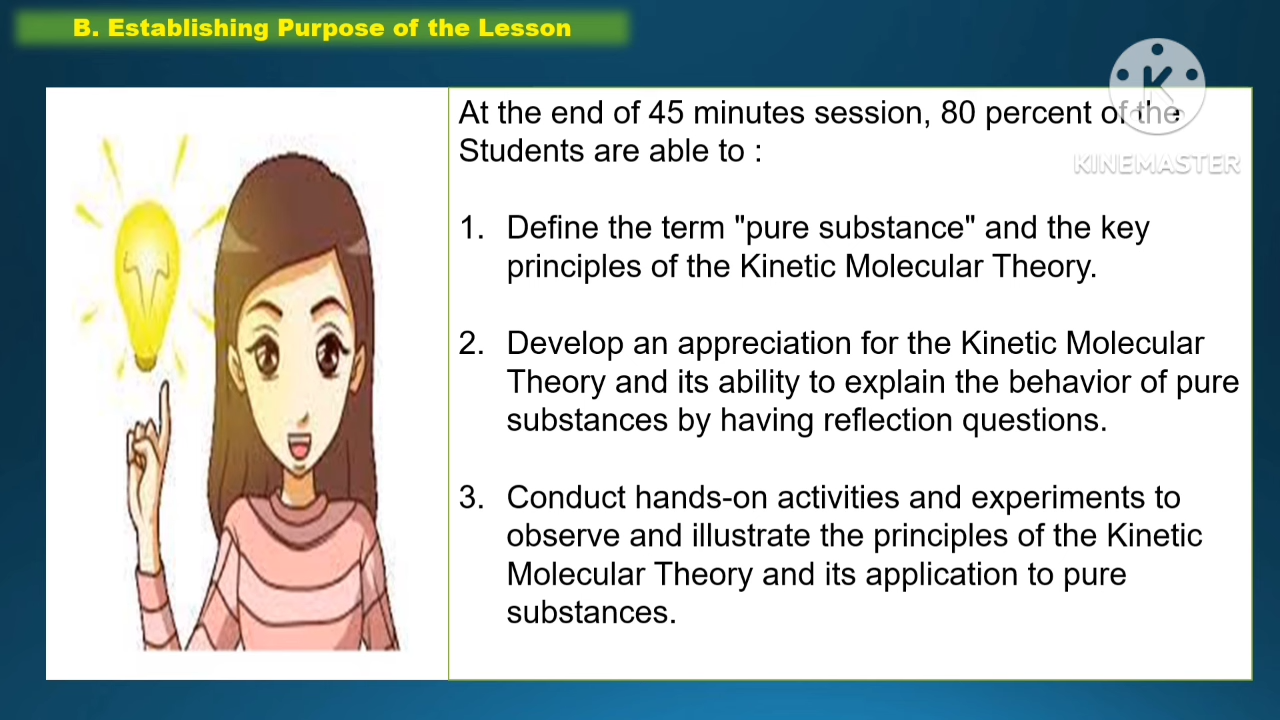 B. Establishing Purpose of the Lesson
At the end of 45 minutes session, 80 percent of the
Students are able to :
1. Define the term "pure substance" and the key
principles of the Kinetic Molecular Theory.
2. Develop an appreciation for the Kinetic Molecular
Theory and its ability to explain the behavior of pure
substances by having reflection questions.
3. Conduct hands-on activities and experiments to
observe and illustrate the principles of the Kinetic
Molecular Theory and its application to pure
substances.
K
KINEMASTER